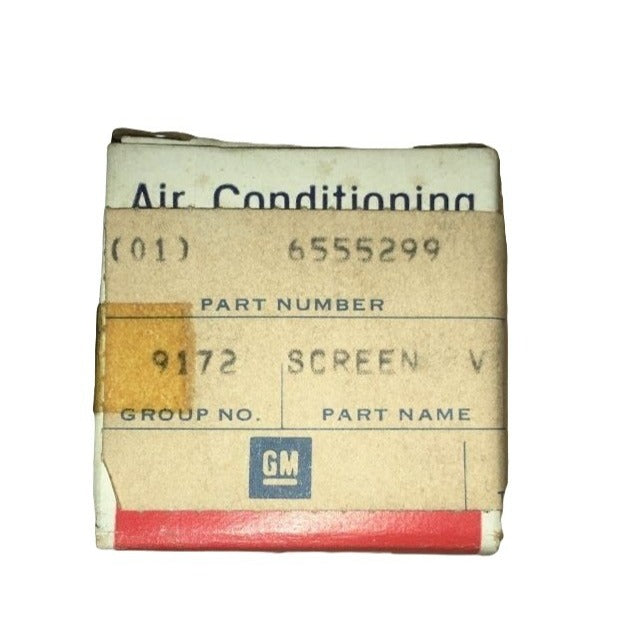 Air Conditioning
(01) 6555299
PART NUMBER
9172 SCREEN V
GROUP NO. PART NAME
GM